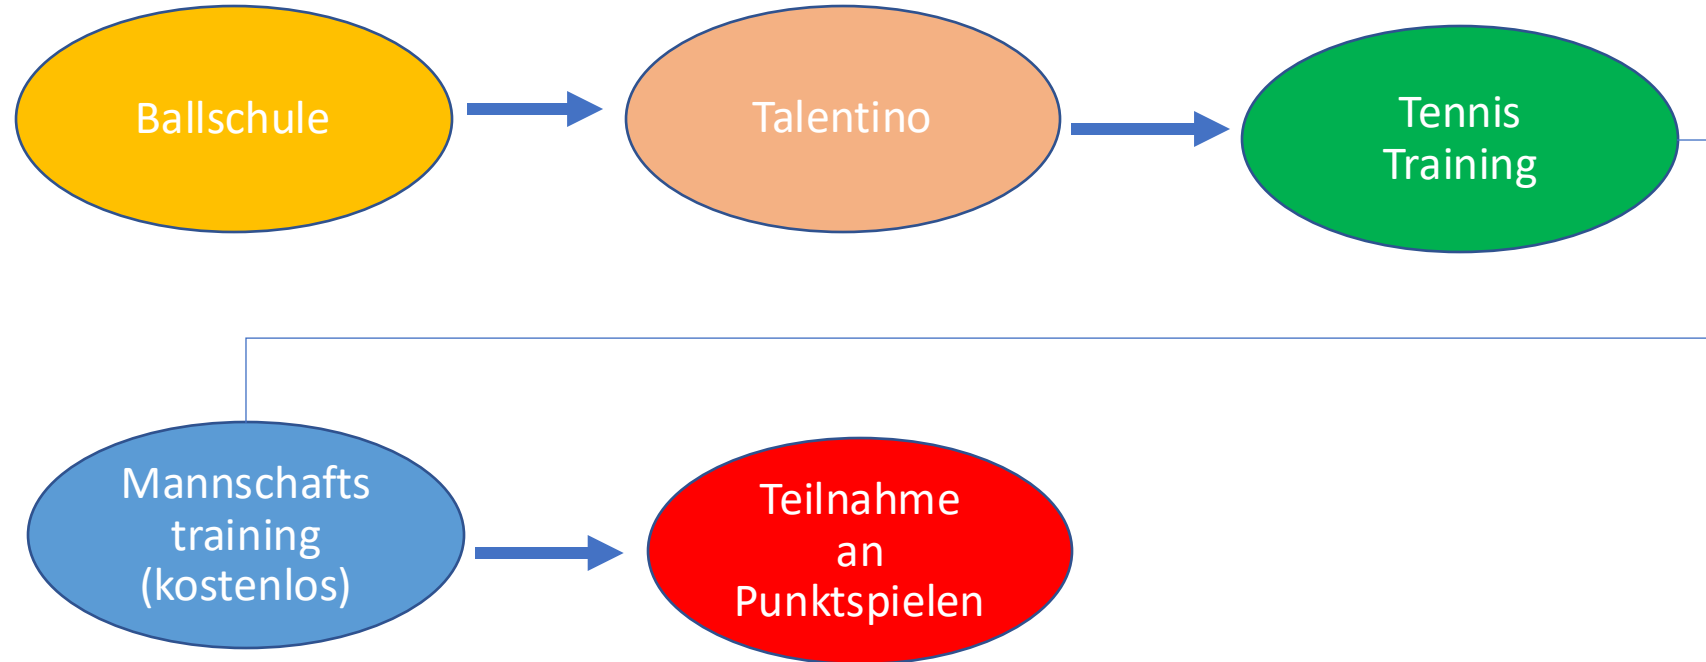 Ballschule
Talentino
Tennis
Training
Mannschafts
training
(kostenlos)
Teilnahme
an
Punktspielen